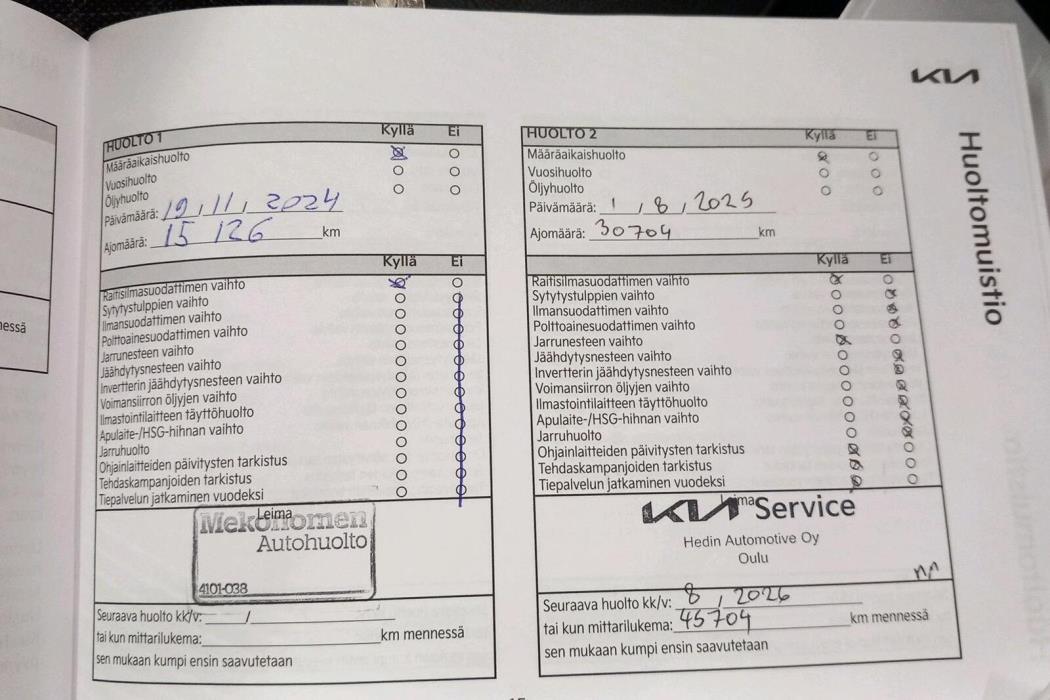 KIA
Huoltomuistio
nessä
HUOLTO 1 Kyllä Ei
Määräaikaishuolto
Vuosihuolto
Öljyhuolto
Päivämäärä: 19 / 11 / 2024
Ajomäärä: 15 126 km
Kyllä Ei
Raitisilmasuodattimen vaihto
Sytytystulppien vaihto
Ilmansuodattimen vaihto
Polttoainesuodattimen vaihto
Jarrunesteen vaihto
Jäähdytysnesteen vaihto
Invertterin jäähdytysnesteen vaihto
Voimansiirron öljyjen vaihto
Ilmastointilaitteen täyttöhuolto
Apulaite-/HSG-hihnan vaihto
Jarruhuolto
Ohjainlaitteiden päivitysten tarkistus
Tehdaskampanjoiden tarkistus
Tiepalvelun jatkaminen vuodeksi
Leima
Mekonomen
Autohuolto
4101-038
Seuraava huolto kk/v: /
tai kun mittarilukema: km mennessä
sen mukaan kumpi ensin saavutetaan
HUOLTO 2 Kyllä Ei
Määräaikaishuolto
Vuosihuolto
Öljyhuolto
Päivämäärä: 1 / 8 / 2025
Ajomäärä: 30704 km
Kyllä Ei
Raitisilmasuodattimen vaihto
Sytytystulppien vaihto
Ilmansuodattimen vaihto
Polttoainesuodattimen vaihto
Jarrunesteen vaihto
Jäähdytysnesteen vaihto
Invertterin jäähdytysnesteen vaihto
Voimansiirron öljyjen vaihto
Ilmastointilaitteen täyttöhuolto
Apulaite-/HSG-hihnan vaihto
Jarruhuolto
Ohjainlaitteiden päivitysten tarkistus
Tehdaskampanjoiden tarkistus
Tiepalvelun jatkaminen vuodeksi
Leima
KIA Service
Hedin Automotive Oy
Oulu
Seuraava huolto kk/v: 8 / 2026
tai kun mittarilukema: 45704 km mennessä
sen mukaan kumpi ensin saavutetaan